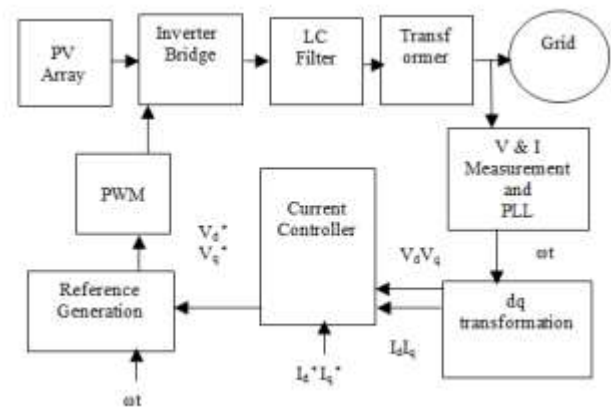 PV
Array
Inverter
Bridge
LC
Filter
Transf
ormer
Grid
V & I
Measurement
and
PLL
PWM
Current
Controller
Vd*
Vq*
VdVq
ωt
Reference
Generation
dq
transformation
IdIq
Id*Iq*
ωt